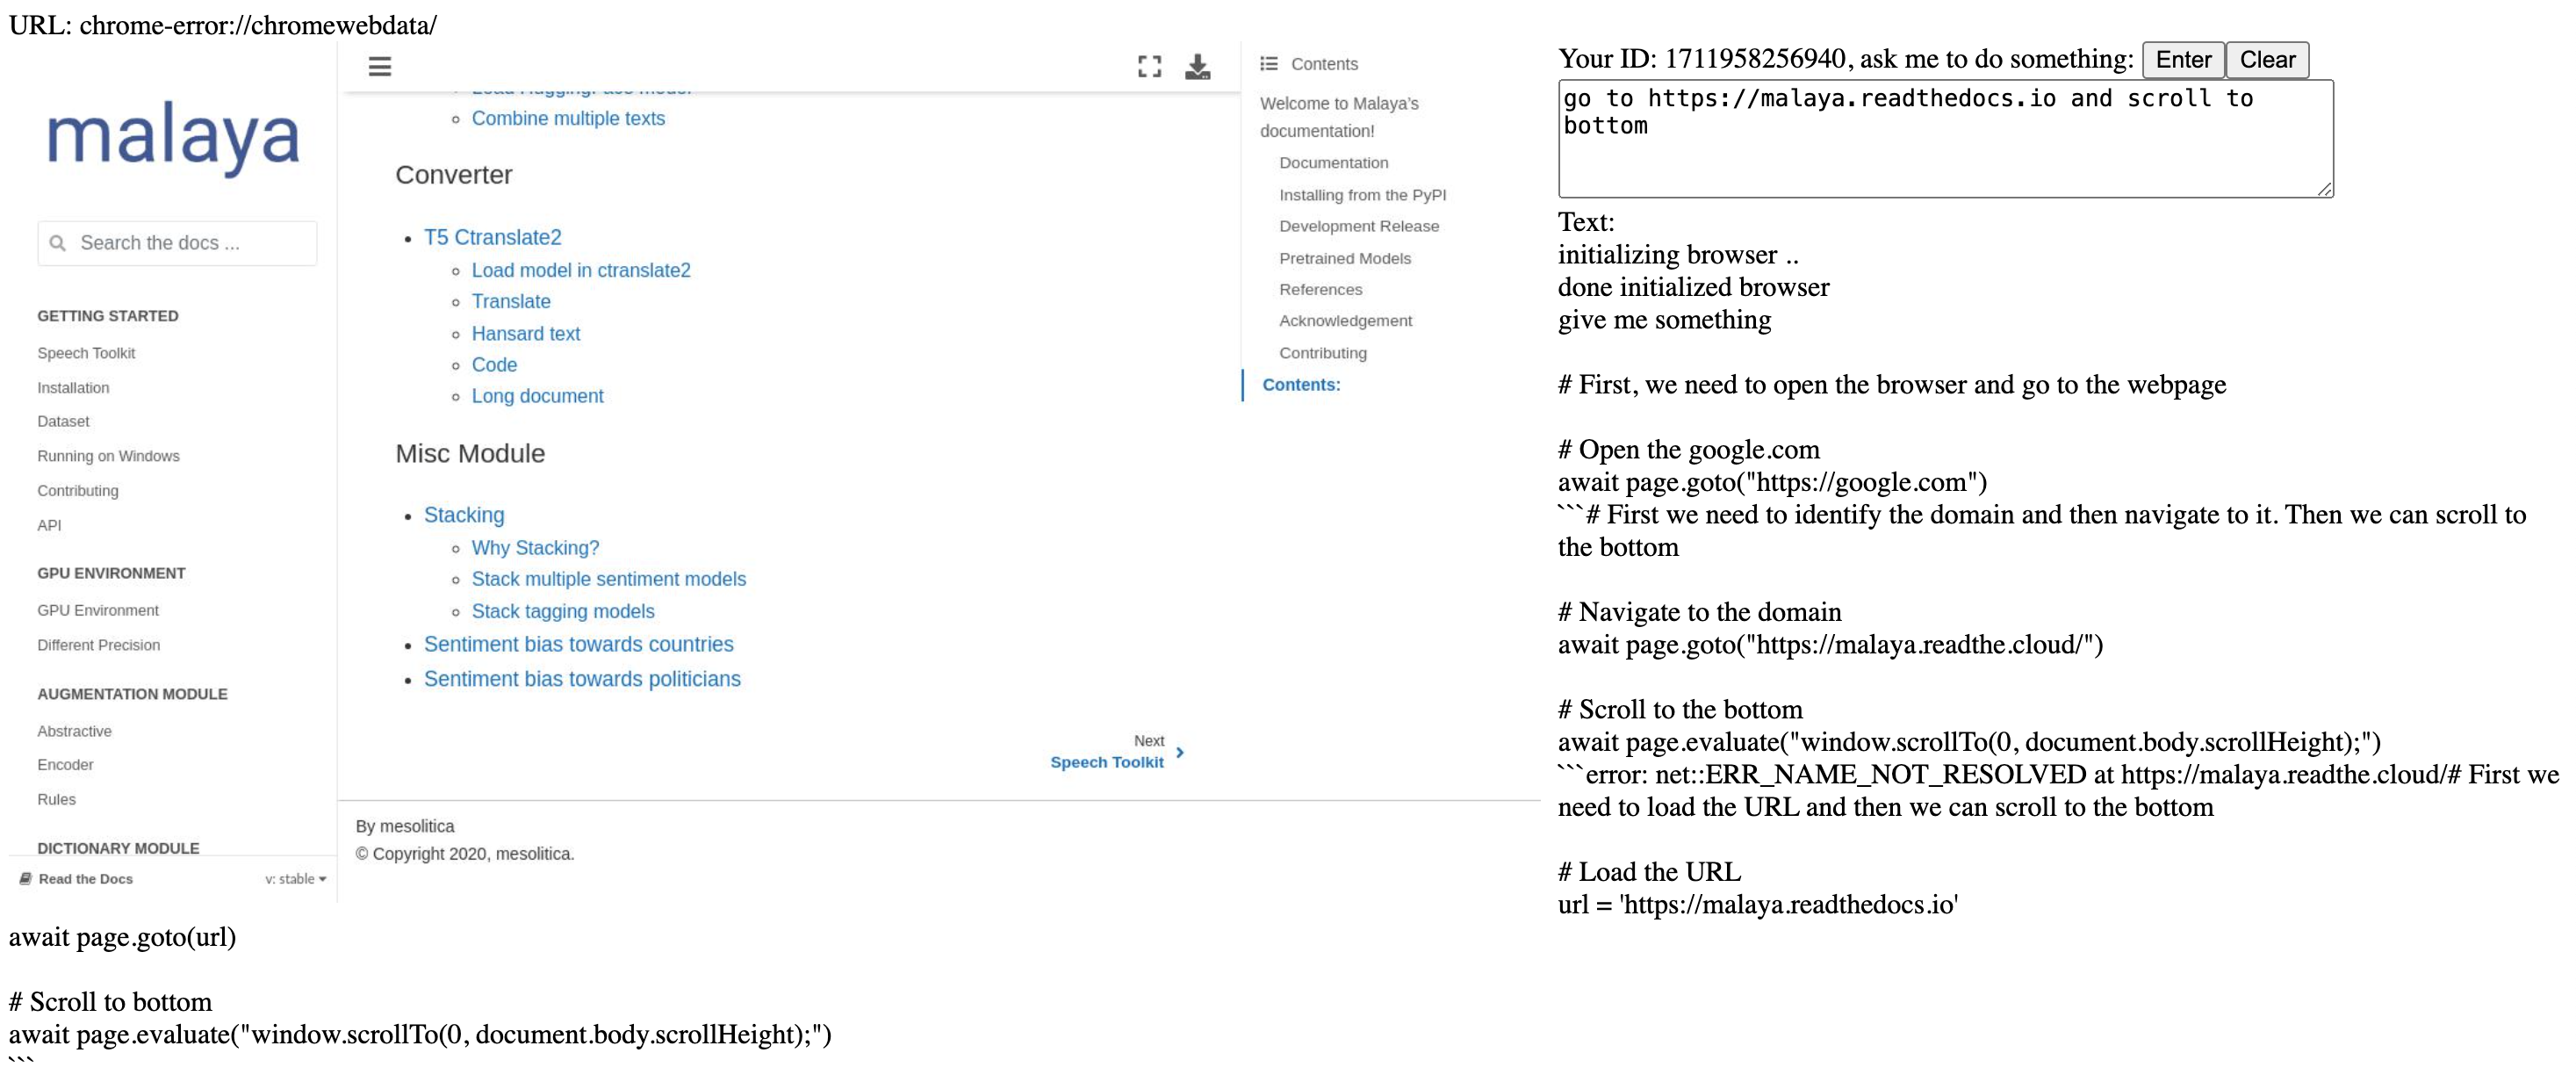 URL: chrome-error://chromewebdata/
malaya
Search the docs ...
GETTING STARTED
Speech Toolkit
Installation
Dataset
Running on Windows
Contributing
API
GPU ENVIRONMENT
GPU Environment
Different Precision
AUGMENTATION MODULE
Abstractive
Encoder
Rules
DICTIONARY MODULE
Read the Docs
v: stable
Load HuggingFace model
Combine multiple texts
Converter
T5 Ctranslate2
Load model in ctranslate2
Translate
Hansard text
Code
Long document
Misc Module
Stacking
Why Stacking?
Stack multiple sentiment models
Stack tagging models
Sentiment bias towards countries
Sentiment bias towards politicians
Next
Speech Toolkit
By mesolitica
© Copyright 2020, mesolitica.
Contents
Welcome to Malaya's
documentation!
Documentation
Installing from the PyPI
Development Release
Pretrained Models
References
Acknowledgement
Contributing
Contents:
Your ID: 1711958256940, ask me to do something: Enter Clear
go to https://malaya.readthedocs.io and scroll to
bottom
Text:
initializing browser ..
done initialized browser
give me something
# First, we need to open the browser and go to the webpage
# Open the google.com
await page.goto("https://google.com")
```# First we need to identify the domain and then navigate to it. Then we can scroll to
the bottom
# Navigate to the domain
await page.goto("https://malaya.readthe.cloud/")
# Scroll to the bottom
await page.evaluate("window.scrollTo(0, document.body.scrollHeight);")
```error: net::ERR_NAME_NOT_RESOLVED at https://malaya.readthe.cloud/# First we
need to load the URL and then we can scroll to the bottom
# Load the URL
url = 'https://malaya.readthedocs.io'
await page.goto(url)
# Scroll to bottom
await page.evaluate("window.scrollTo(0, document.body.scrollHeight);")
```